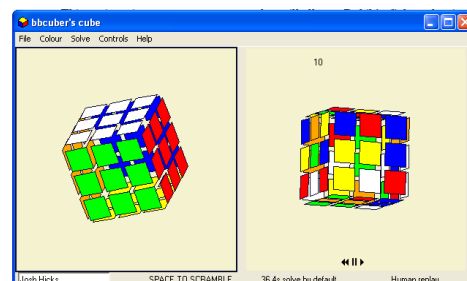 bbcuber's cube
File Colour Solve Controls Help
10
Josh Hicks
SPACE TO SCRAMBLE
36.4s solve by default
Human replay